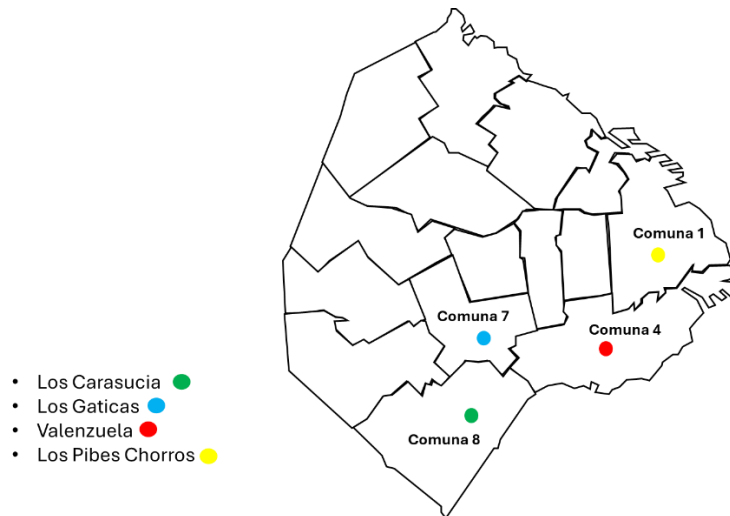 Comuna 1
Comuna 7
Comuna 4
Comuna 8
• Los Carasucia
• Los Gaticas
• Valenzuela
• Los Pibes Chorros